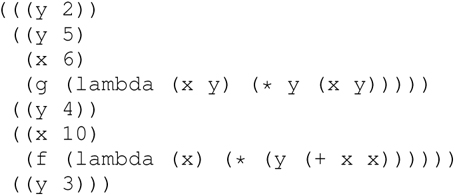 (((y 2))
((y 5)
(x 6)
(g (lambda (x y) (* y (x y)))))
((y 4))
((x 10)
(f (lambda (x) (* (y (+ x x))))))
((y 3)))